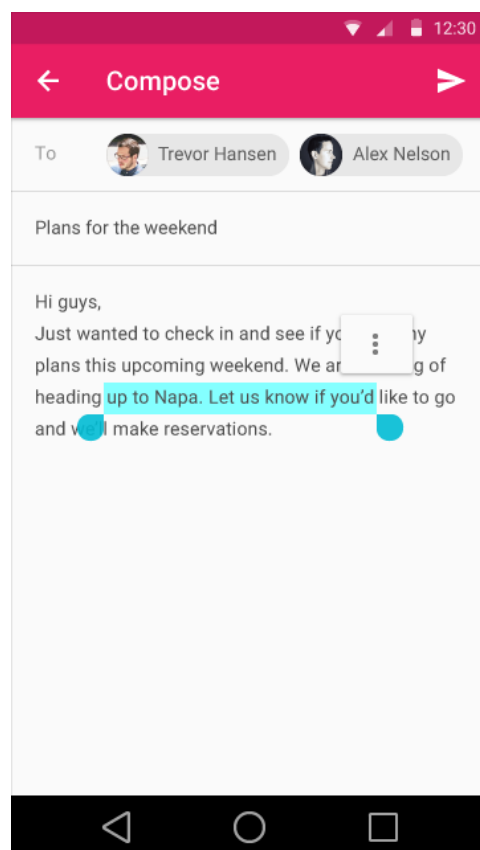 12:30
Compose
To Trevor Hansen Alex Nelson
Plans for the weekend
Hi guys,
Just wanted to check in and see if
plans this upcoming weekend. We of
heading up to Napa. Let us know if you’d like to go
and make reservations.